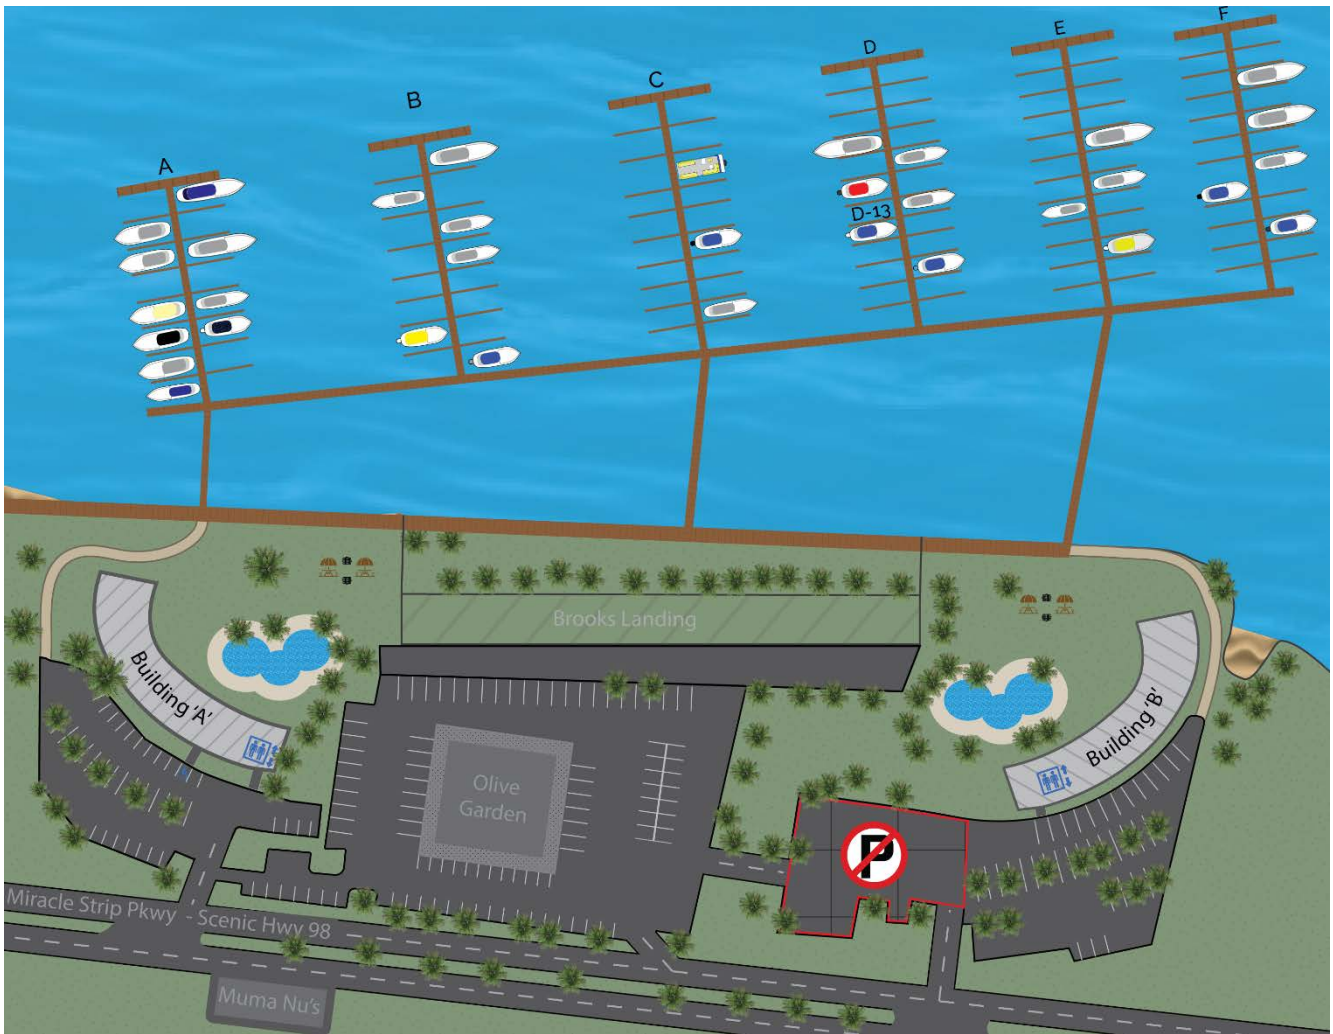 F
E
D
C
B
A
D-13
Brooks Landing
Building 'A'
Building 'B'
Olive
Garden
P
Miracle Strip Pkwy - Scenic Hwy 98
Muma Nu's